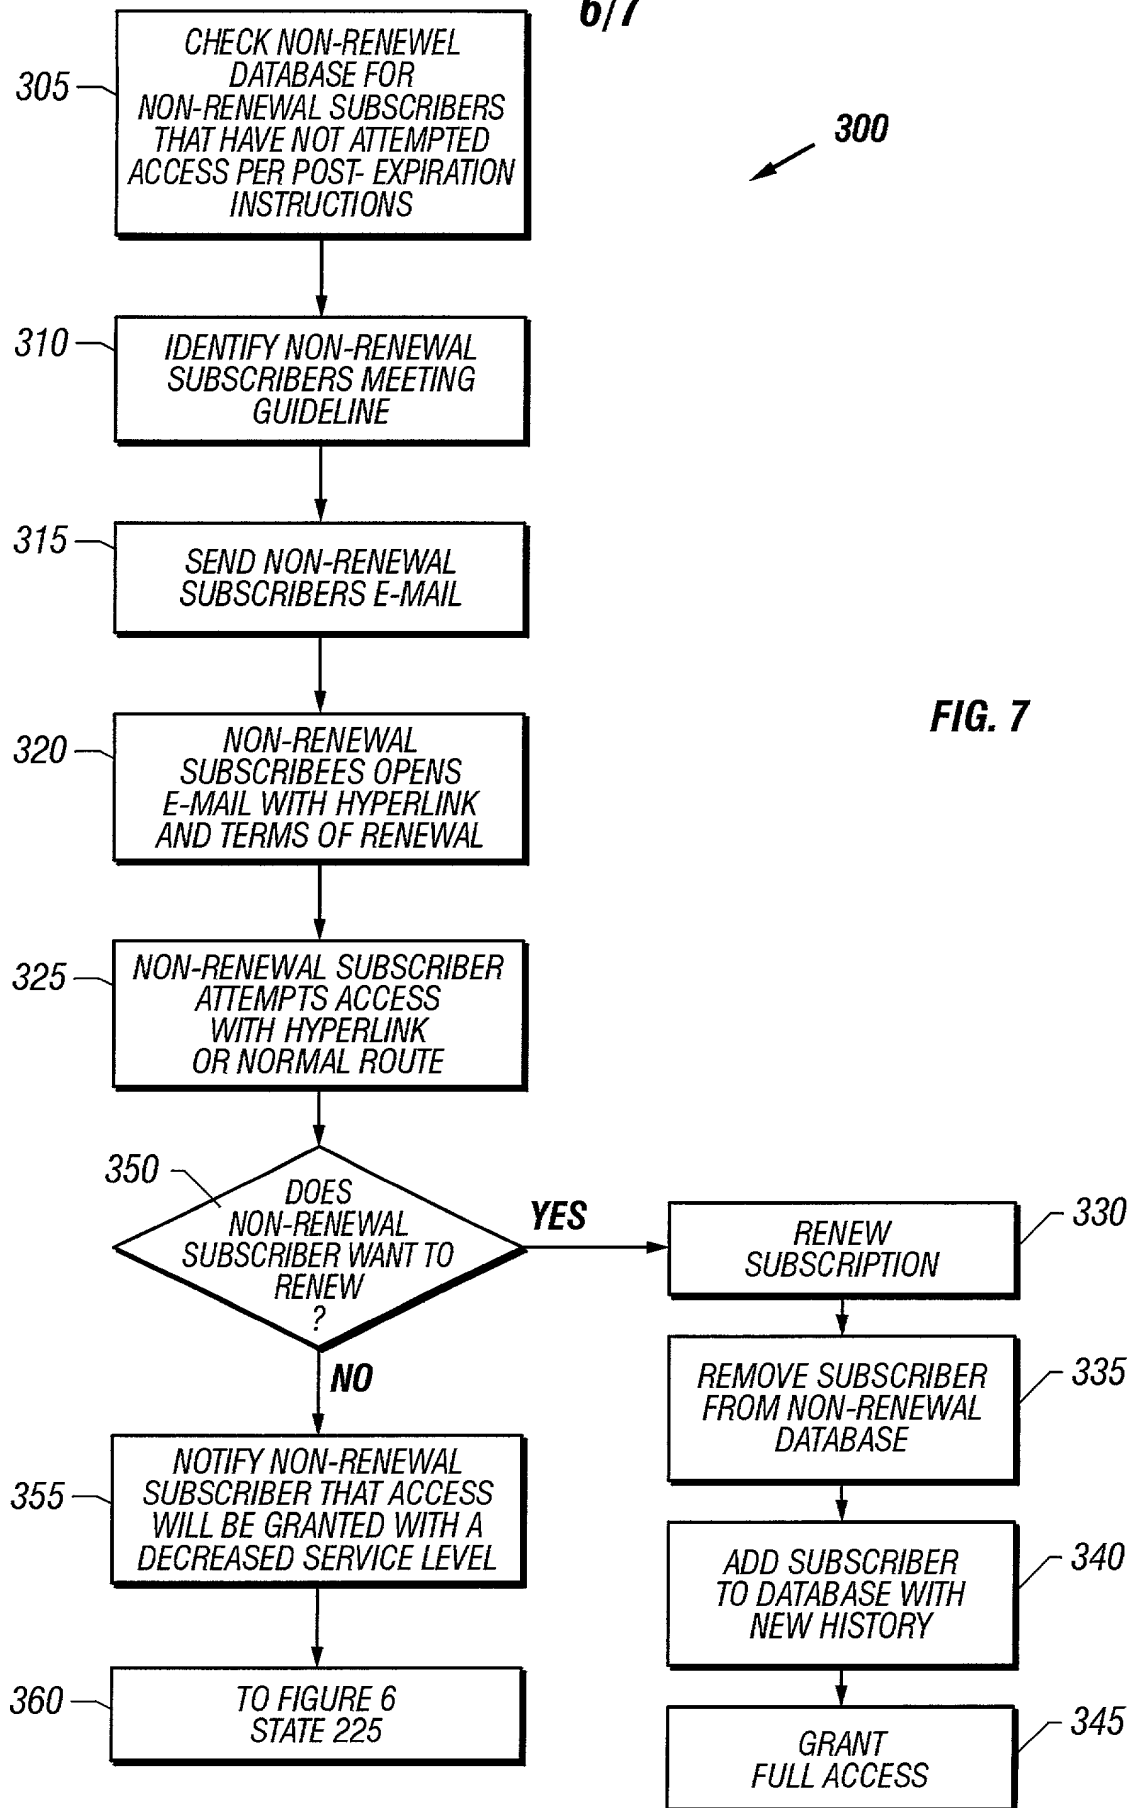 6/7
305
CHECK NON-RENEWEL
DATABASE FOR
NON-RENEWAL SUBSCRIBERS
THAT HAVE NOT ATTEMPTED
ACCESS PER POST- EXPIRATION
INSTRUCTIONS
300
310
IDENTIFY NON-RENEWAL
SUBSCRIBERS MEETING
GUIDELINE
315
SEND NON-RENEWAL
SUBSCRIBERS E-MAIL
FIG. 7
320
NON-RENEWAL
SUBSCRIBEES OPENS
E-MAIL WITH HYPERLINK
AND TERMS OF RENEWAL
325
NON-RENEWAL SUBSCRIBER
ATTEMPTS ACCESS
WITH HYPERLINK
OR NORMAL ROUTE
350
DOES
NON-RENEWAL
SUBSCRIBER WANT TO
RENEW
?
YES
NO
330
RENEW
SUBSCRIPTION
335
REMOVE SUBSCRIBER
FROM NON-RENEWAL
DATABASE
340
ADD SUBSCRIBER
TO DATABASE WITH
NEW HISTORY
345
GRANT
FULL ACCESS
355
NOTIFY NON-RENEWAL
SUBSCRIBER THAT ACCESS
WILL BE GRANTED WITH A
DECREASED SERVICE LEVEL
360
TO FIGURE 6
STATE 225